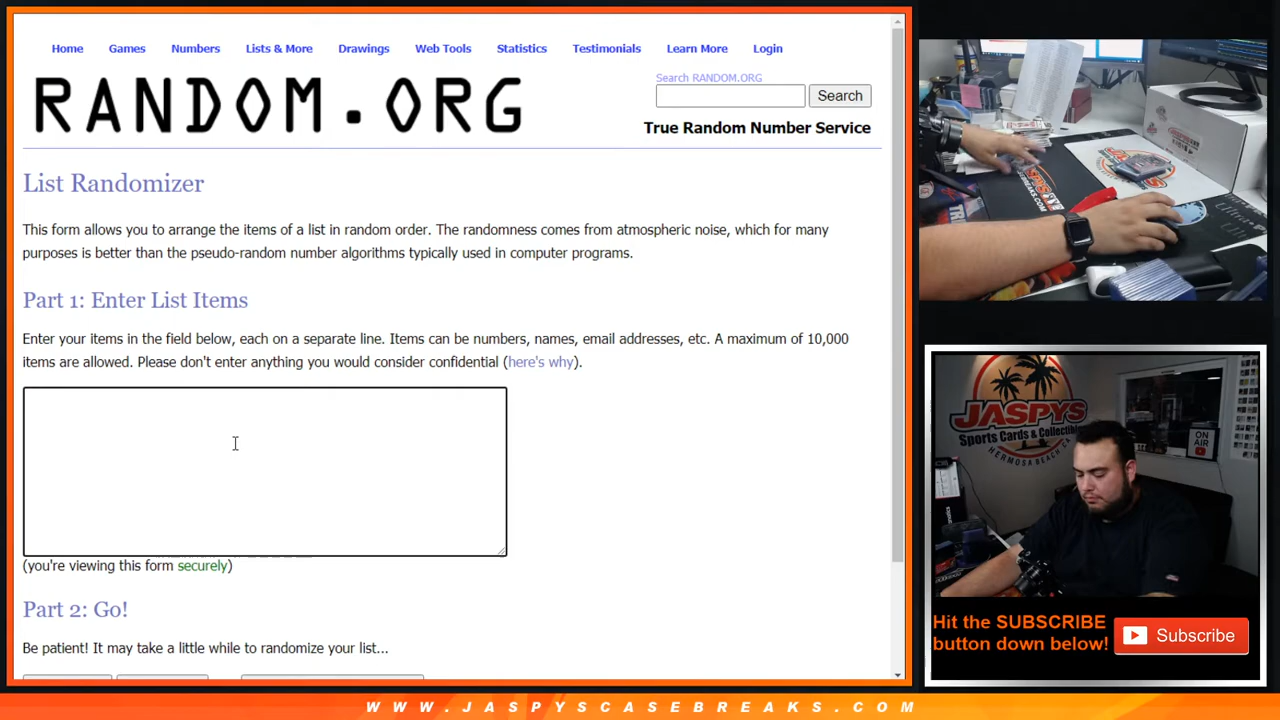 Home Games Numbers Lists & More Drawings Web Tools Statistics Testimonials Learn More Login
RANDOM.ORG
Search RANDOM.ORG
Search
True Random Number Service
List Randomizer
This form allows you to arrange the items of a list in random order. The randomness comes from atmospheric noise, which for many
purposes is better than the pseudo-random number algorithms typically used in computer programs.
Part 1: Enter List Items
Enter your items in the field below, each on a separate line. Items can be numbers, names, email addresses, etc. A maximum of 10,000
items are allowed. Please don't enter anything you would consider confidential (here's why).
(you're viewing this form securely)
Part 2: Go!
Be patient! It may take a little while to randomize your list...
JASPYS
Sports Cards & Collectibles
HERMOSA BEACH CA
ON
AIR
Hit the SUBSCRIBE
button down below!
Subscribe
WWW.JASPYSCASEBREAKS.COM